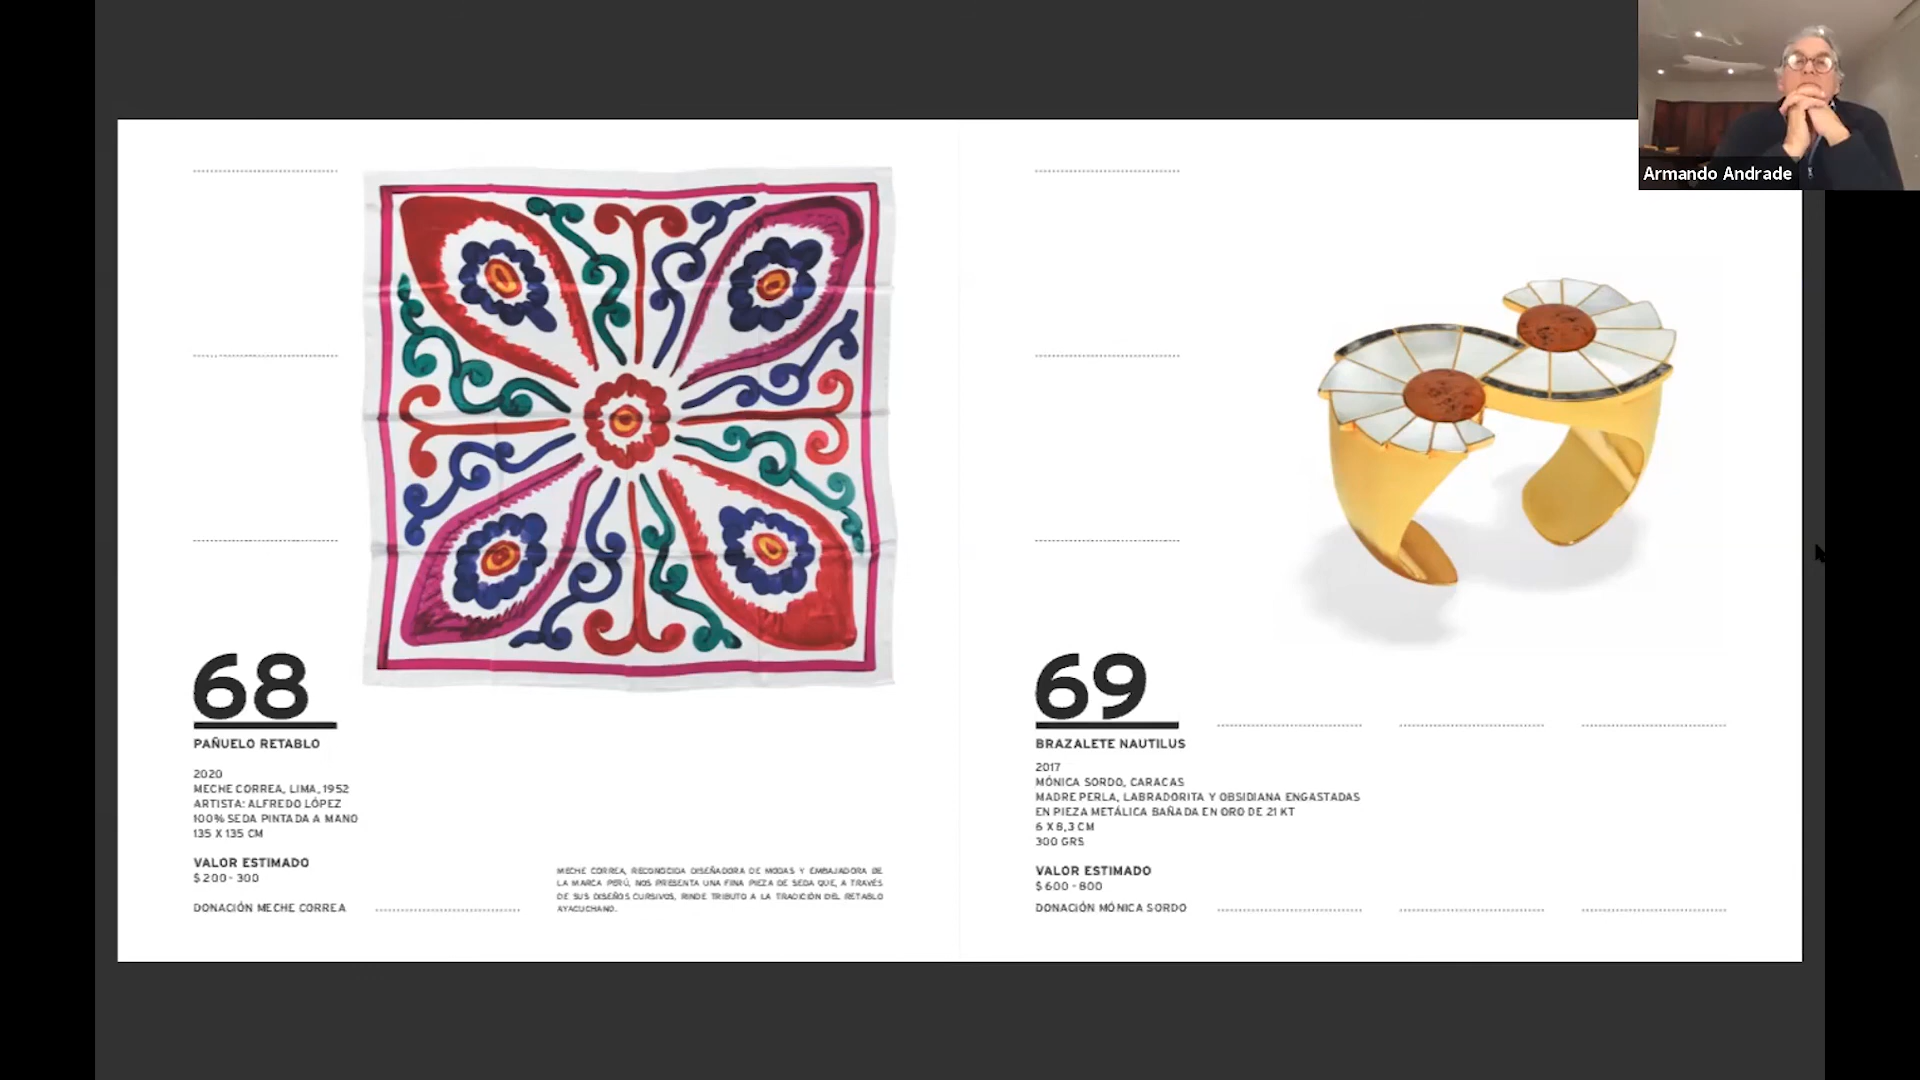 Armando Andrade
68
PAÑUELO RETABLO
2020
MECHE CORREA, LIMA, 1952
ARTISTA: ALFREDO LÓPEZ
100% SEDA PINTADA A MANO
135 X 135 CM
VALOR ESTIMADO
$ 200 - 300
DONACIÓN MECHE CORREA
MECHE CORREA, RECONOCIDA DISEÑADORA DE MODAS Y EMBAJADORA DE
LA MARCA PERÚ, NOS PRESENTA UNA FINA PIEZA DE SEDA QUE, A TRAVÉS
DE SUS DISEÑOS CURSIVOS, RINDE TRIBUTO A LA TRADICIÓN DEL RETABLO
AYACUCHANO.
69
BRAZALETE NAUTILUS
2017
MÓNICA SORDO, CARACAS
MADRE PERLA, LABRADORITA Y OBSIDIANA ENGASTADAS
EN PIEZA METÁLICA BAÑADA EN ORO DE 21 KT
6 X 8,3 CM
300 GRS
VALOR ESTIMADO
$ 600 - 800
DONACIÓN MÓNICA SORDO